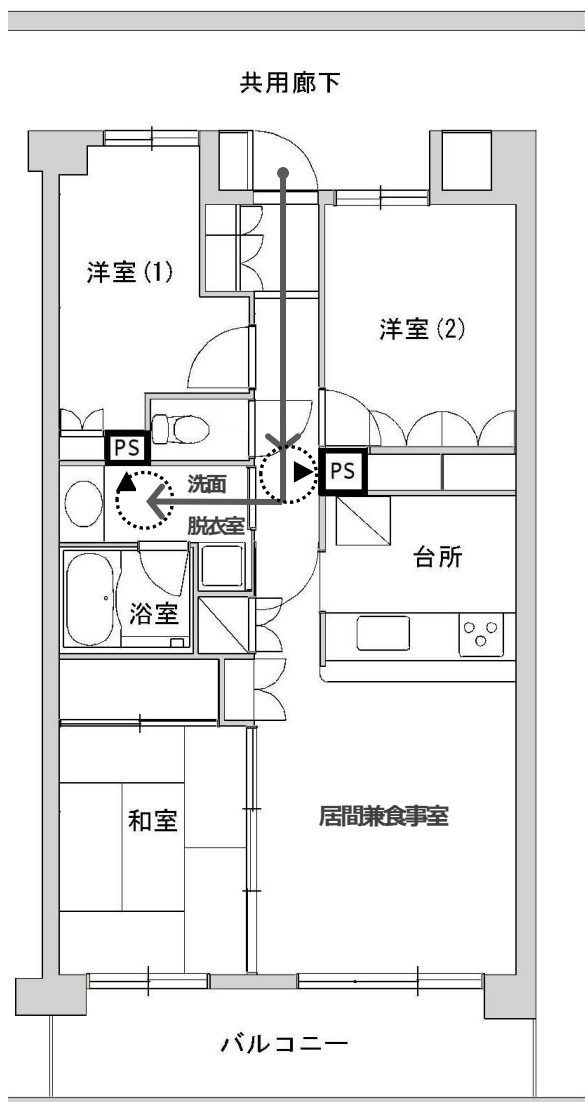 共用廊下
洋室(1)
洋室(2)
PS
PS
洗面
脱衣室
台所
浴室
和室
居間兼食事室
バルコニー